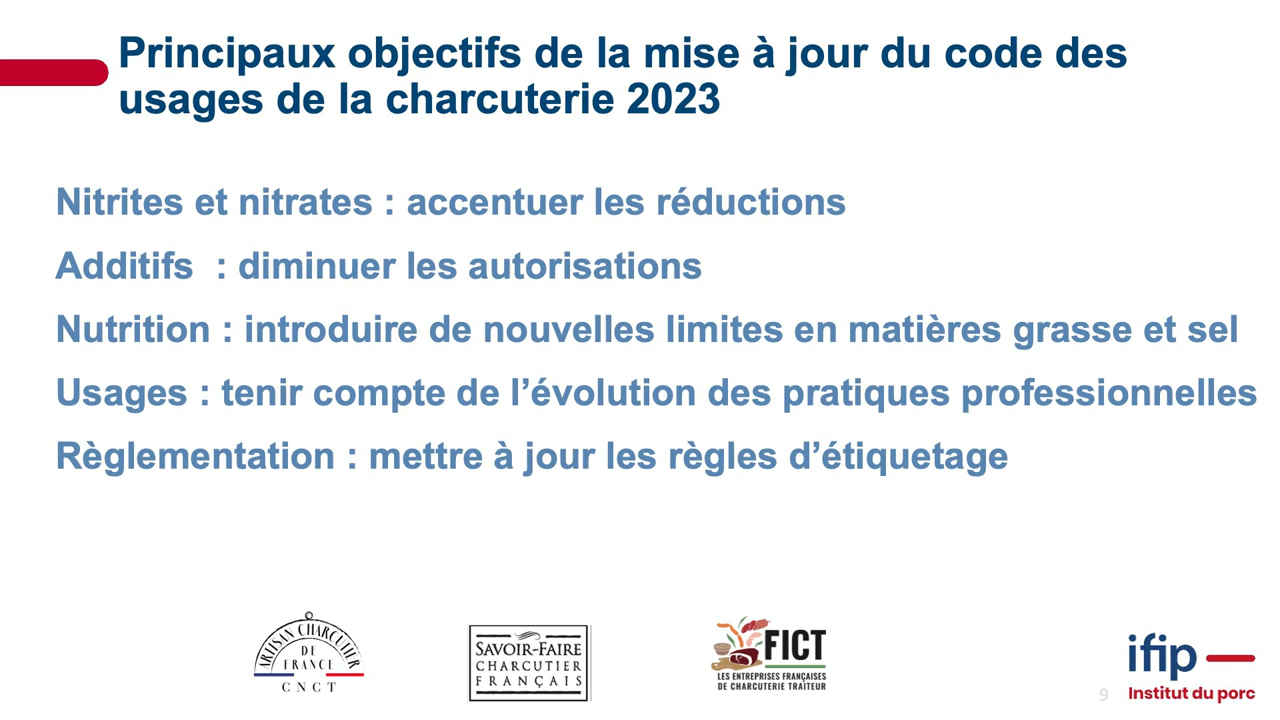 Principaux objectifs de la mise à jour du code des
usages de la charcuterie 2023
Nitrites et nitrates : accentuer les réductions
Additifs  : diminuer les autorisations
Nutrition : introduire de nouvelles limites en matières grasse et sel
Usages : tenir compte de l’évolution des pratiques professionnelles
Règlementation : mettre à jour les règles d’étiquetage
ARTISAN CHARCUTIER
DE
FRANCE
CNCT
SAVOIR-FAIRE
CHARCUTIER
FRANÇAIS
FICT
LES ENTREPRISES FRANÇAISES
DE CHARCUTERIE TRAITEUR
ifip
Institut du porc
9